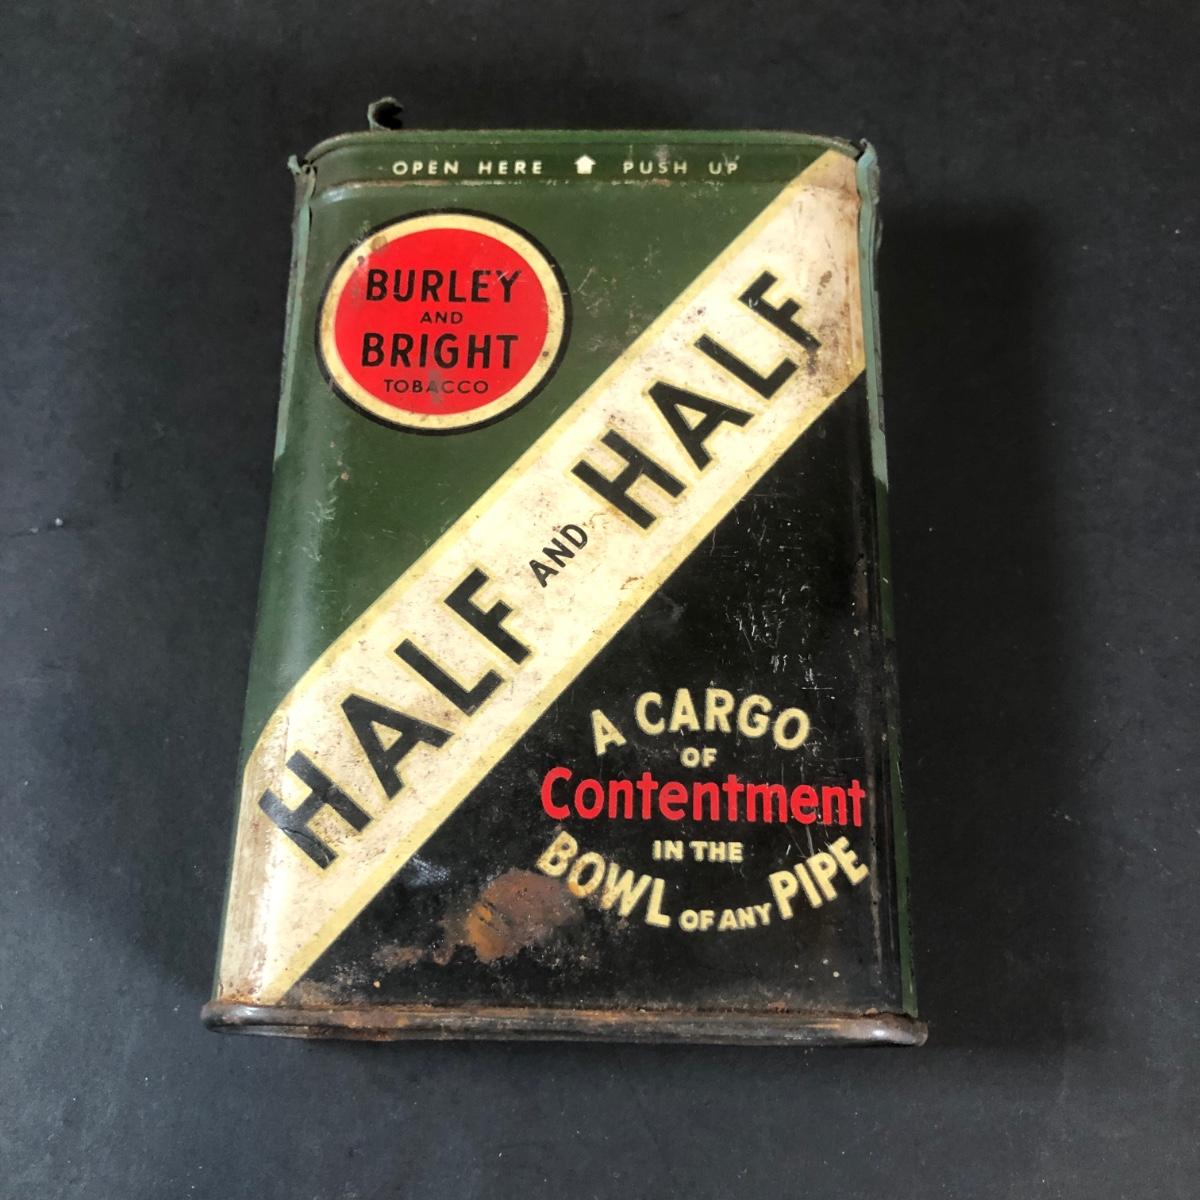 OPEN HERE PUSH UP
BURLEY
AND
BRIGHT
TOBACCO
HALF AND HALF
A CARGO
OF
Contentment
IN THE
BOWL OF ANY PIPE